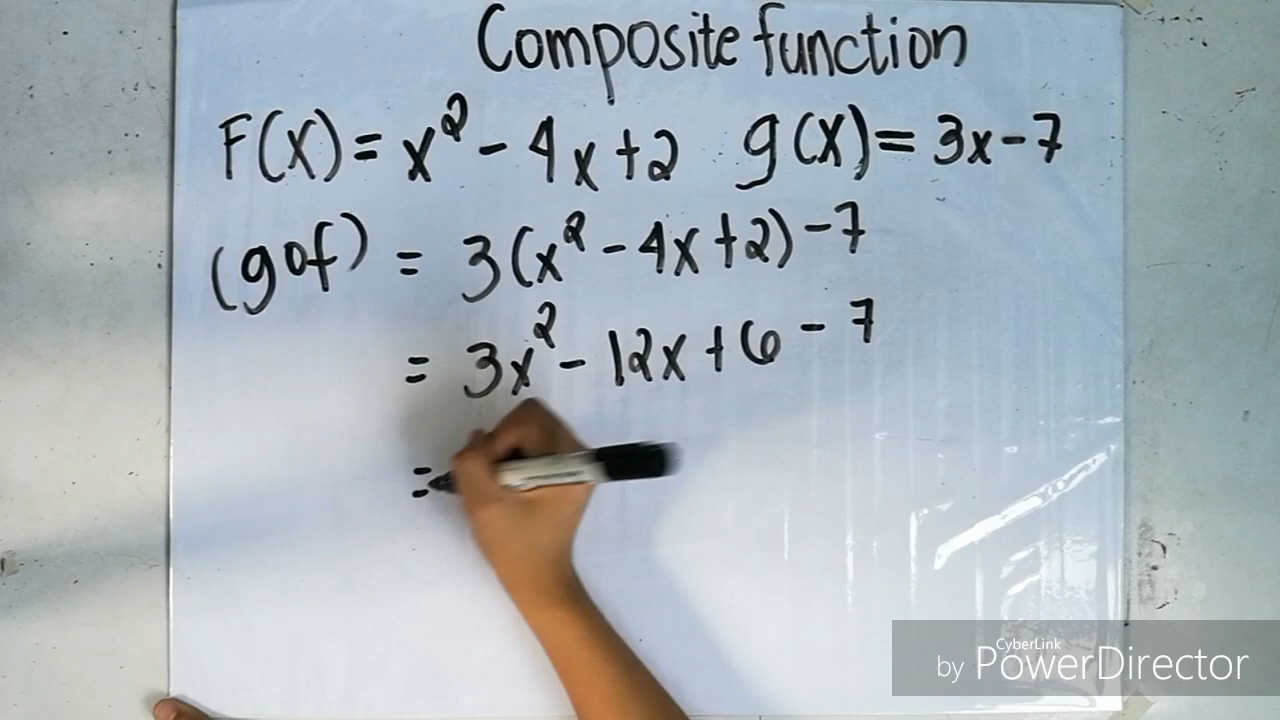 Composite function
F(x) = x² - 4x + 2 g(x) = 3x - 7
(gof) = 3(x² - 4x + 2) - 7
= 3x² - 12x + 6 - 7
=
CyberLink
by PowerDirector